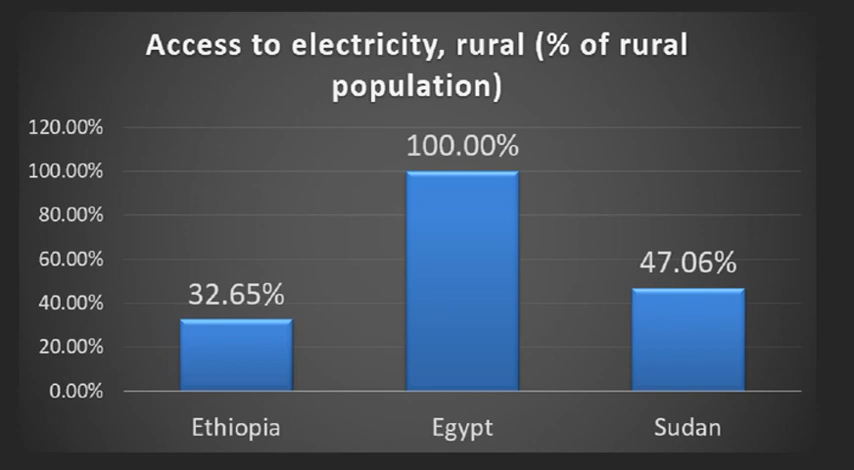 Access to electricity, rural (% of rural
population)
120.00%
100.00%
80.00%
60.00%
40.00%
20.00%
0.00%
32.65%
100.00%
47.06%
Ethiopia
Egypt
Sudan